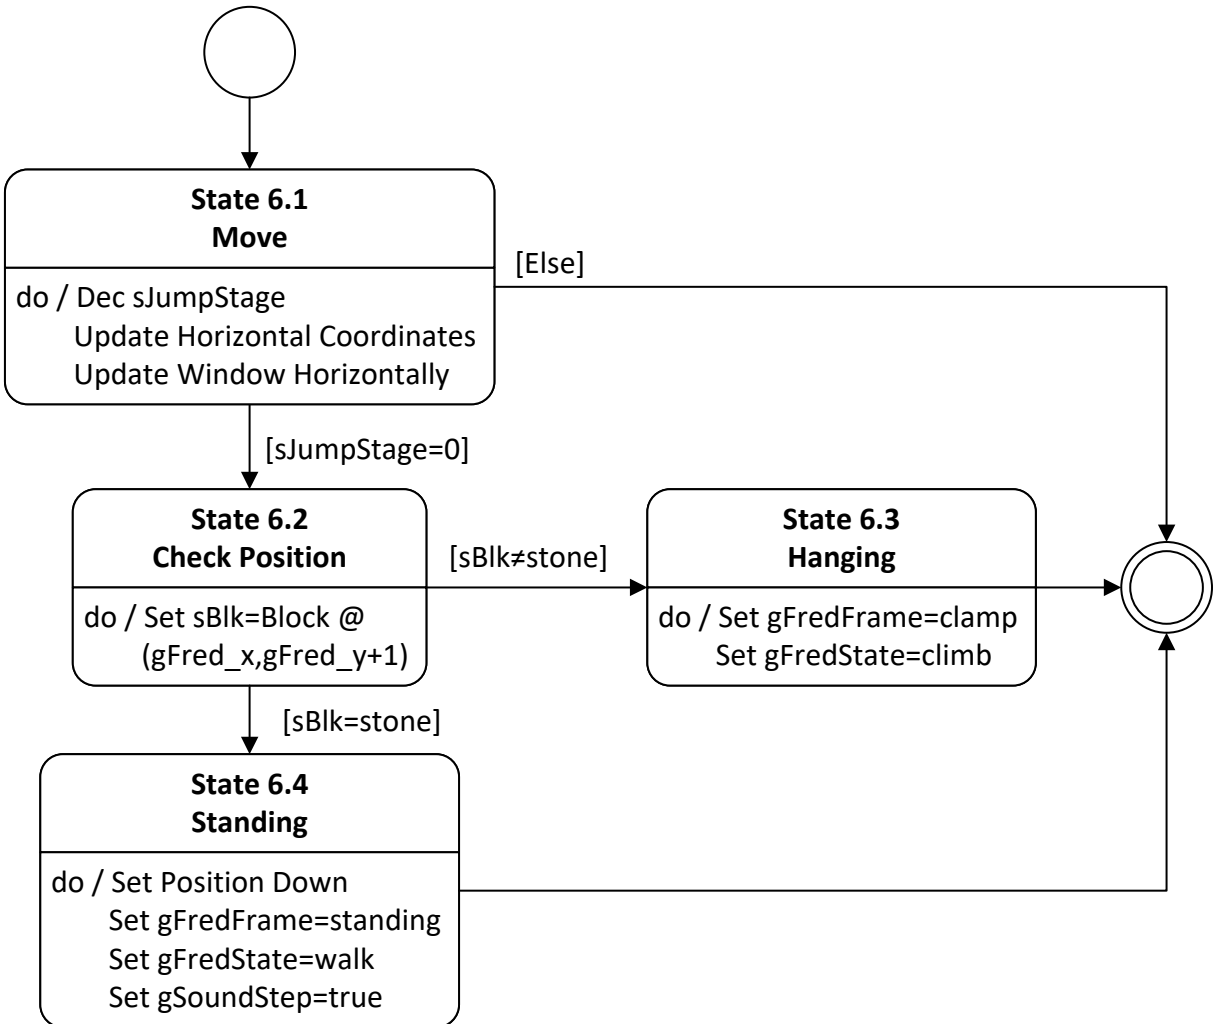 State 6.1
Move
[Else]
do / Dec sJumpStage
Update Horizontal Coordinates
Update Window Horizontally
[sJumpStage=0]
State 6.2
Check Position
[sBlk≠stone]
State 6.3
Hanging
do / Set sBlk=Block @
(gFred_x,gFred_y+1)
do / Set gFredFrame=clamp
Set gFredState=climb
[sBlk=stone]
State 6.4
Standing
do / Set Position Down
Set gFredFrame=standing
Set gFredState=walk
Set gSoundStep=true